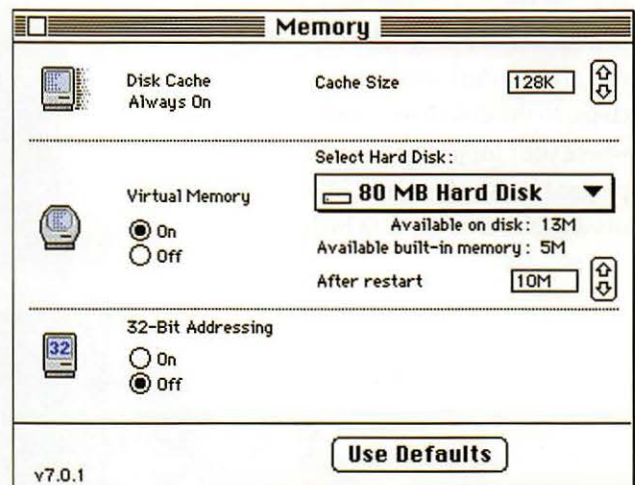 Memory
Disk Cache
Always On
Cache Size
128K
Select Hard Disk:
80 MB Hard Disk
Virtual Memory
On
Off
Available on disk: 13M
Available built-in memory: 5M
After restart
10M
32
32-Bit Addressing
On
Off
Use Defaults
v7.0.1